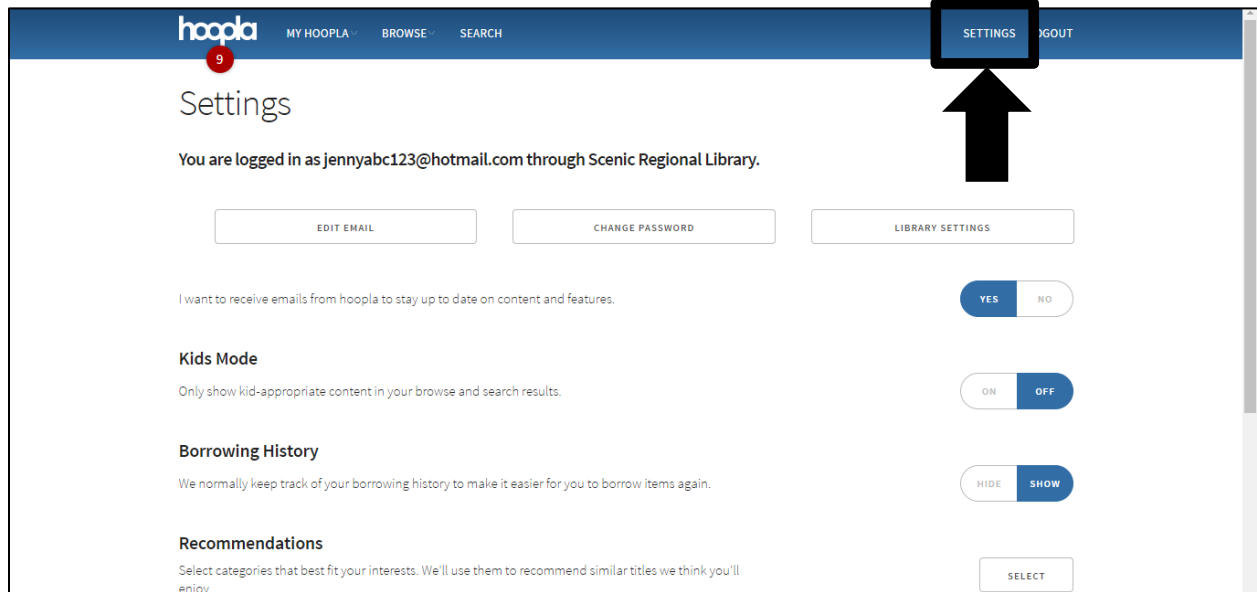 hoopla MY HOOPLA BROWSE SEARCH SETTINGS OGOUT
9
Settings
You are logged in as jennyabc123@hotmail.com through Scenic Regional Library.
EDIT EMAIL CHANGE PASSWORD LIBRARY SETTINGS
I want to receive emails from hoopla to stay up to date on content and features. YES NO
Kids Mode
Only show kid-appropriate content in your browse and search results. ON OFF
Borrowing History
We normally keep track of your borrowing history to make it easier for you to borrow items again. HIDE SHOW
Recommendations
Select categories that best fit your interests. We'll use them to recommend similar titles we think you'll
SELECT
enjoy